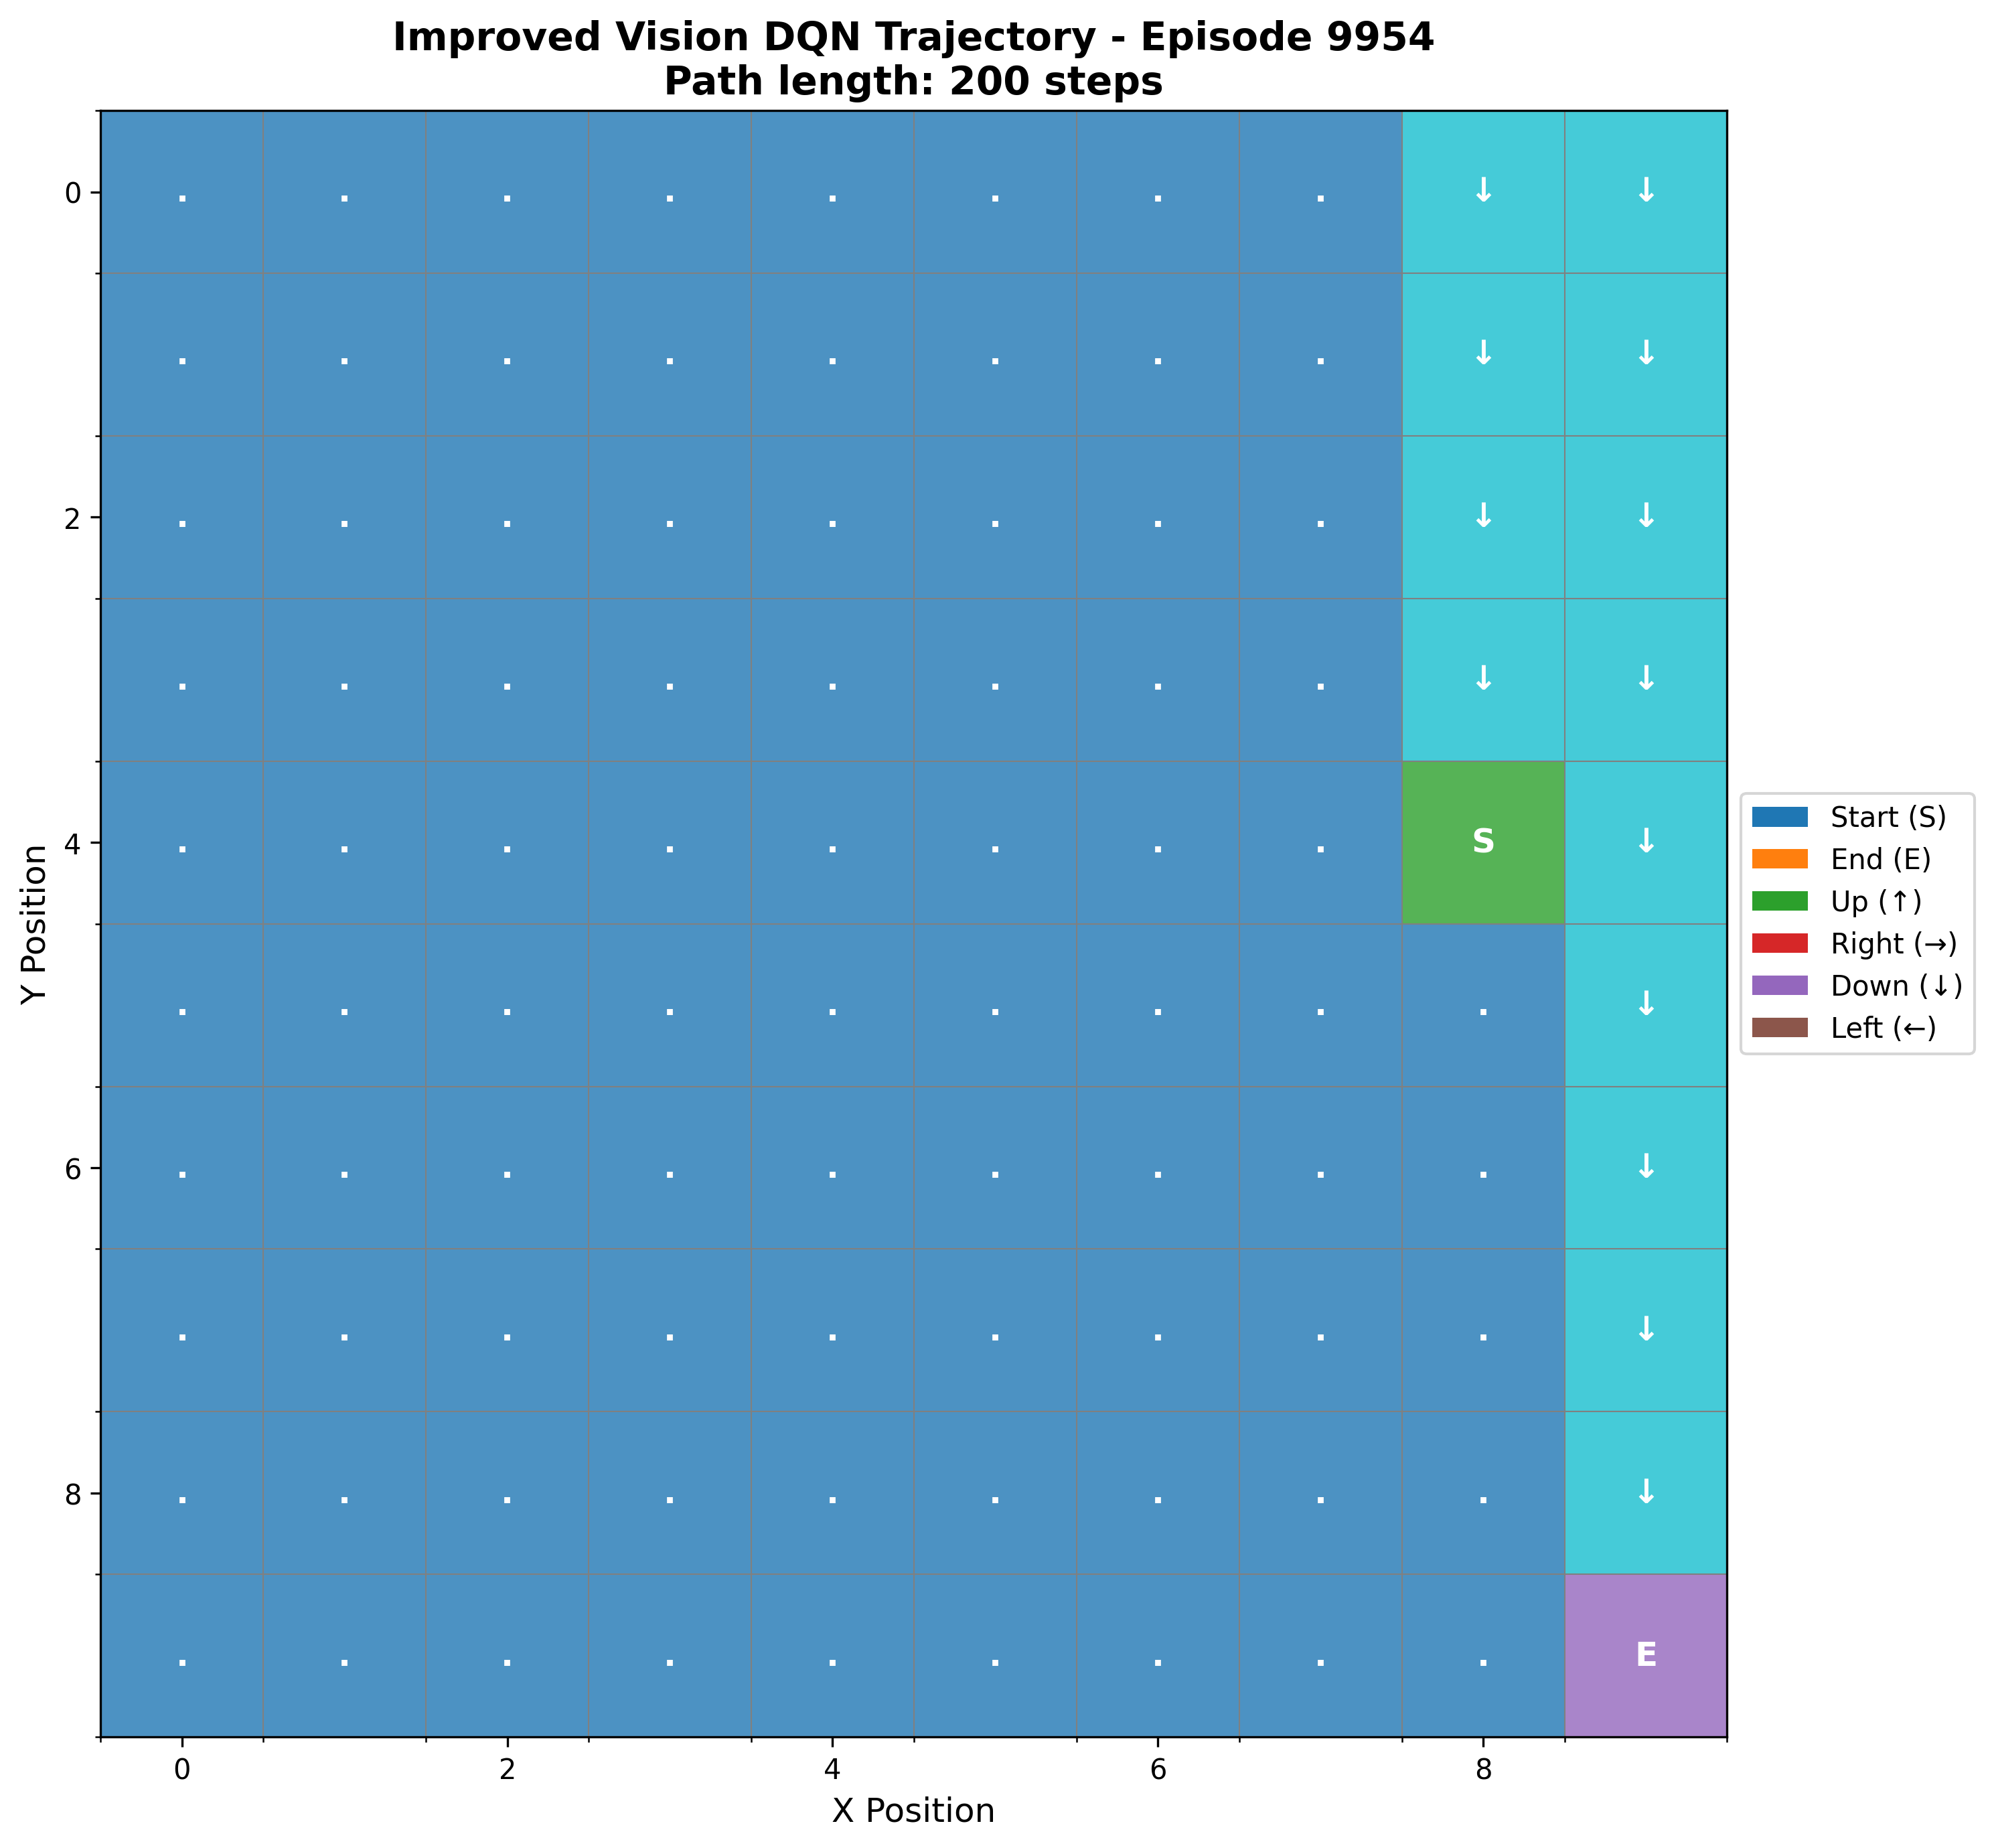 Improved Vision DQN Trajectory - Episode 9954
Path length: 200 steps
0 . . . . . . . . ↓ ↓
. . . . . . . . ↓ ↓
2 . . . . . . . . ↓ ↓
. . . . . . . . ↓ ↓
4 . . . . . . . . S ↓
. . . . . . . . . ↓
6 . . . . . . . . . ↓
. . . . . . . . . ↓
8 . . . . . . . . . ↓
. . . . . . . . . E
0 2 4 6 8
X Position
Y Position
Start (S)
End (E)
Up (↑)
Right (→)
Down (↓)
Left (←)